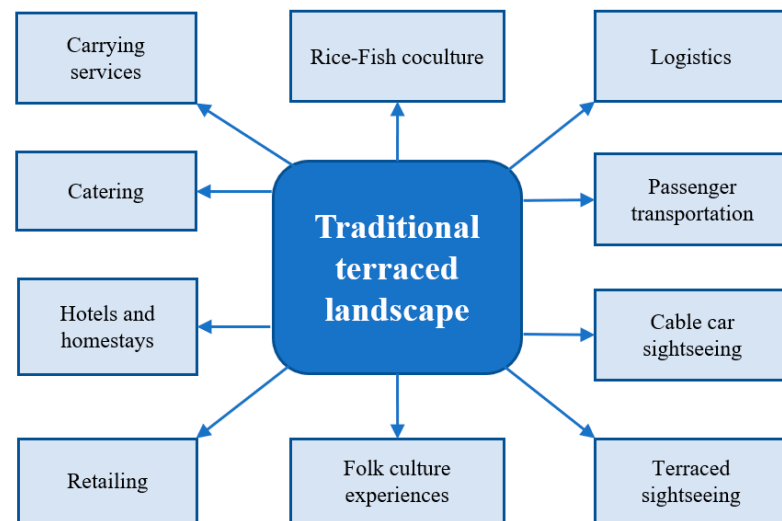 Carrying
services
Rice-Fish coculture
Logistics
Catering
Passenger
transportation
Traditional
terraced
landscape
Hotels and
homestays
Cable car
sightseeing
Retailing
Folk culture
experiences
Terraced
sightseeing